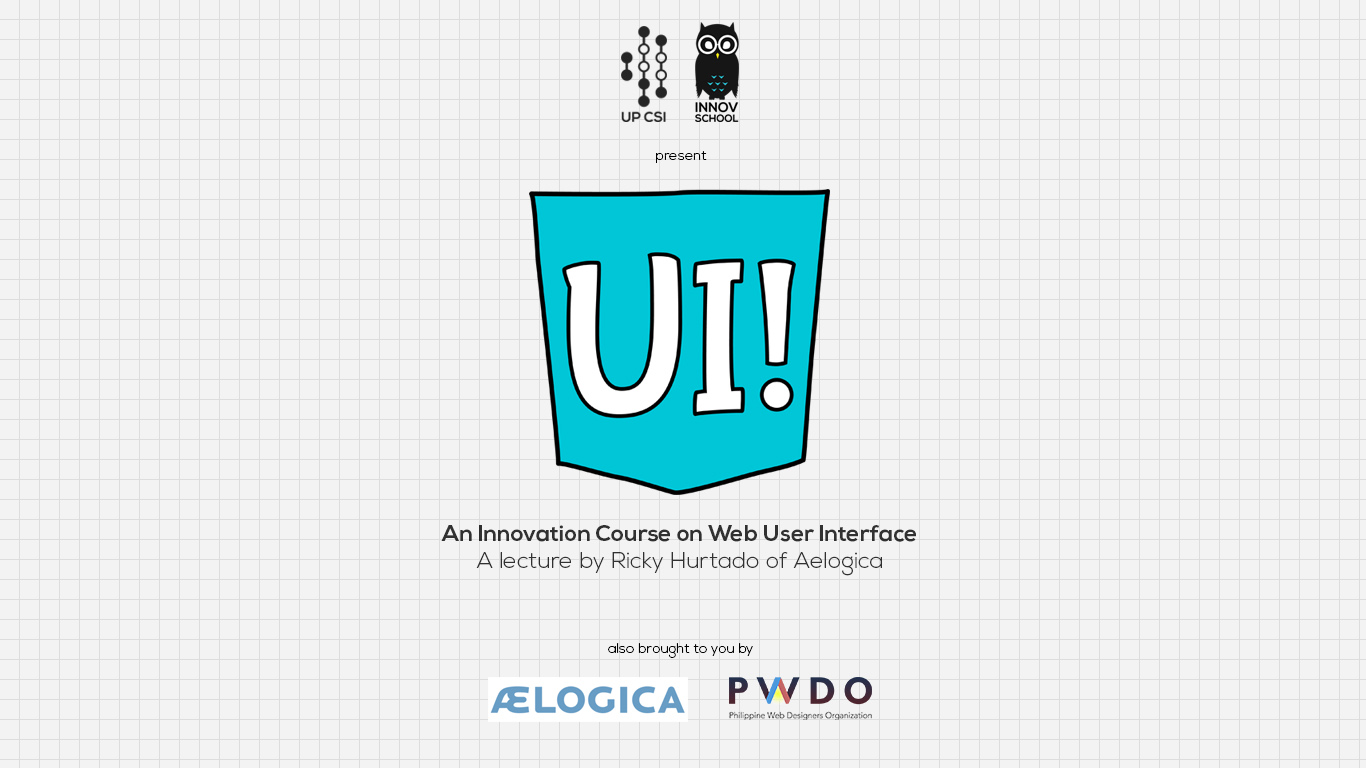 UP CSI
INNOV
SCHOOL
present
UI!
An Innovation Course on Web User Interface
A lecture by Ricky Hurtado of Aelogica
also brought to you by
ÆLOGICA
PWDO
Philippine Web Designers Organization